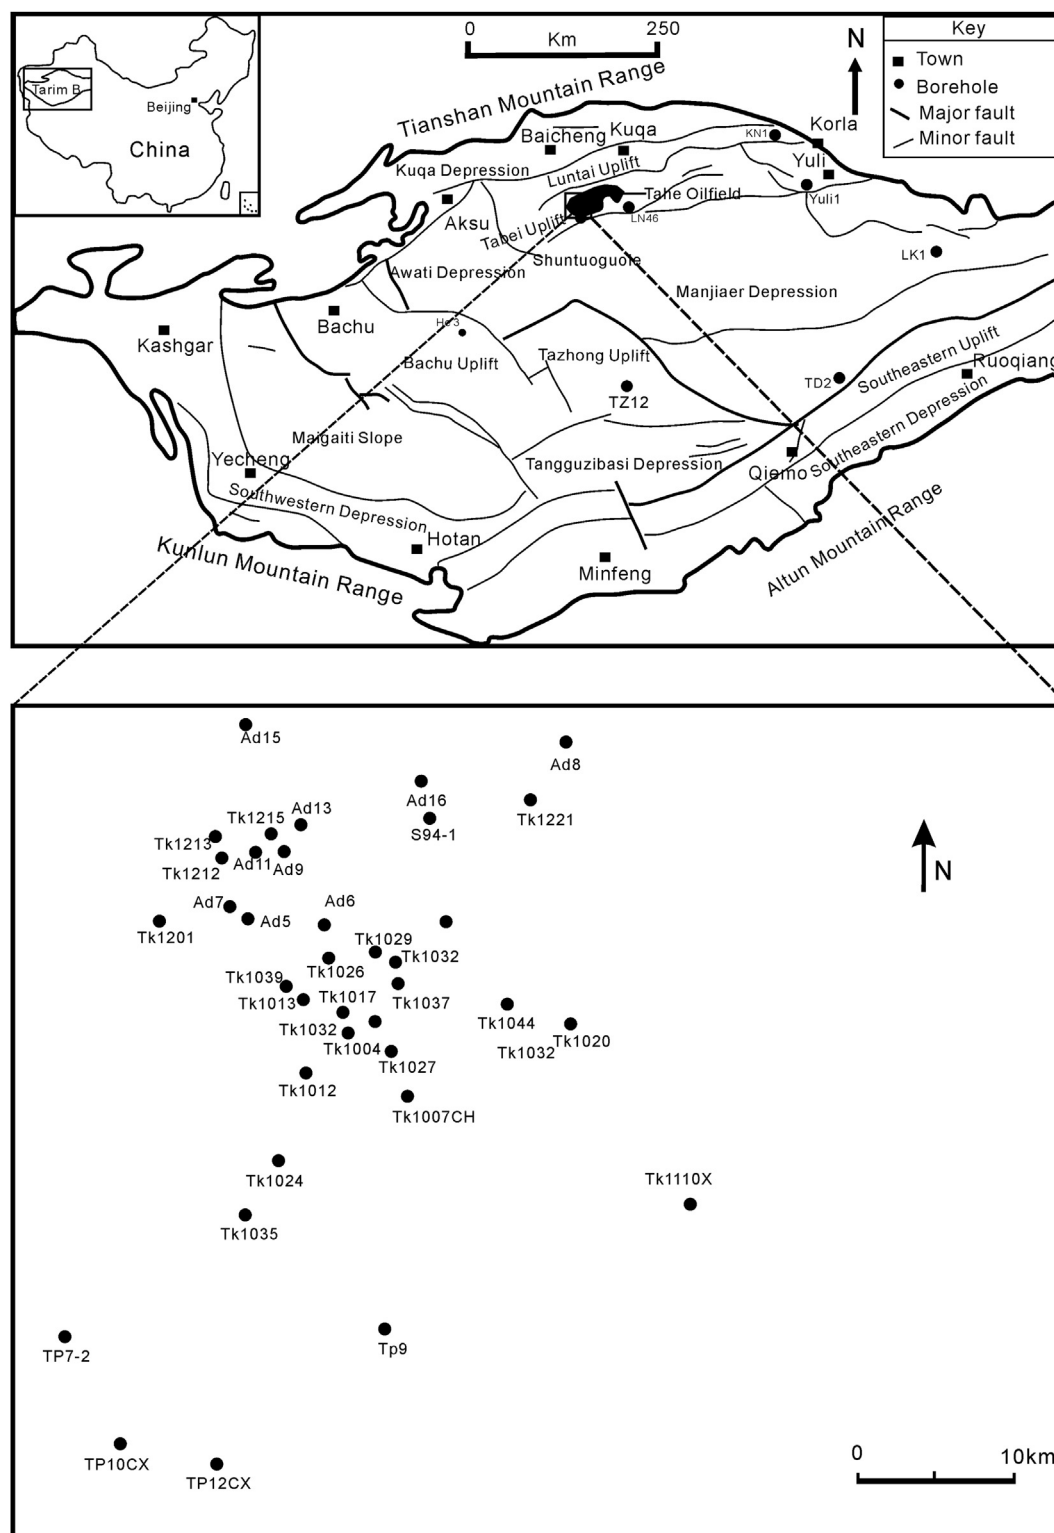 0 250
Km
N
Key
Town
Borehole
Major fault
Minor fault
Tarim B
Beijing
China
Tianshan Mountain Range
Baicheng
Kuqa
KN1
Korla
Kuqa Depression
Luntai Uplift
Yuli
Aksu
Tahe Oilfield
Yuli1
LN46
Tabei Uplift
Shuntuoguole
LK1
Awati Depression
Manjiaer Depression
Bachu
He3
Kashgar
Bachu Uplift
Tazhong Uplift
Southeastern Uplift
Ruoqiang
TD2
TZ12
Southeastern Depression
Maigaiti Slope
Yecheng
Tangguzibasi Depression
Qiemo
Southwestern Depression
Hotan
Kunlun Mountain Range
Minfeng
Altun Mountain Range
Ad15
Ad8
Ad16
Tk1221
S94-1
Ad13
Tk1215
Tk1213
Ad11
Ad9
Tk1212
N
Ad7
Ad5
Ad6
Tk1201
Tk1029
Tk1032
Tk1026
Tk1039
Tk1013
Tk1017
Tk1037
Tk1032
Tk1004
Tk1044
Tk1020
Tk1032
Tk1027
Tk1012
Tk1007CH
Tk1024
Tk1110X
Tk1035
Tp9
TP7-2
TP10CX
TP12CX
0 10km